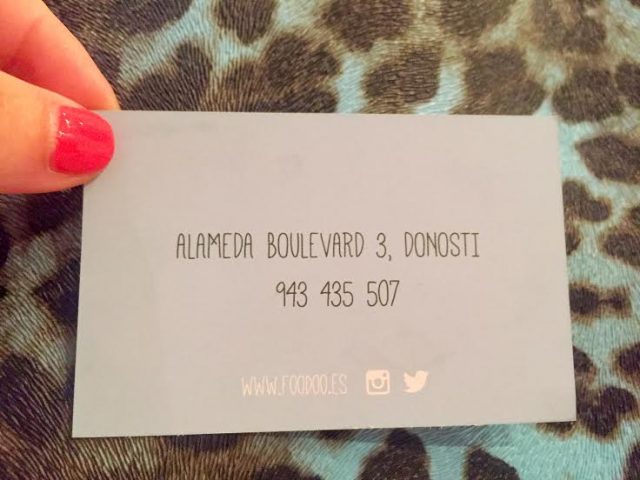 ALAMEDA BOULEVARD 3, DONOSTI
943 435 507
WWW.FOODOO.ES